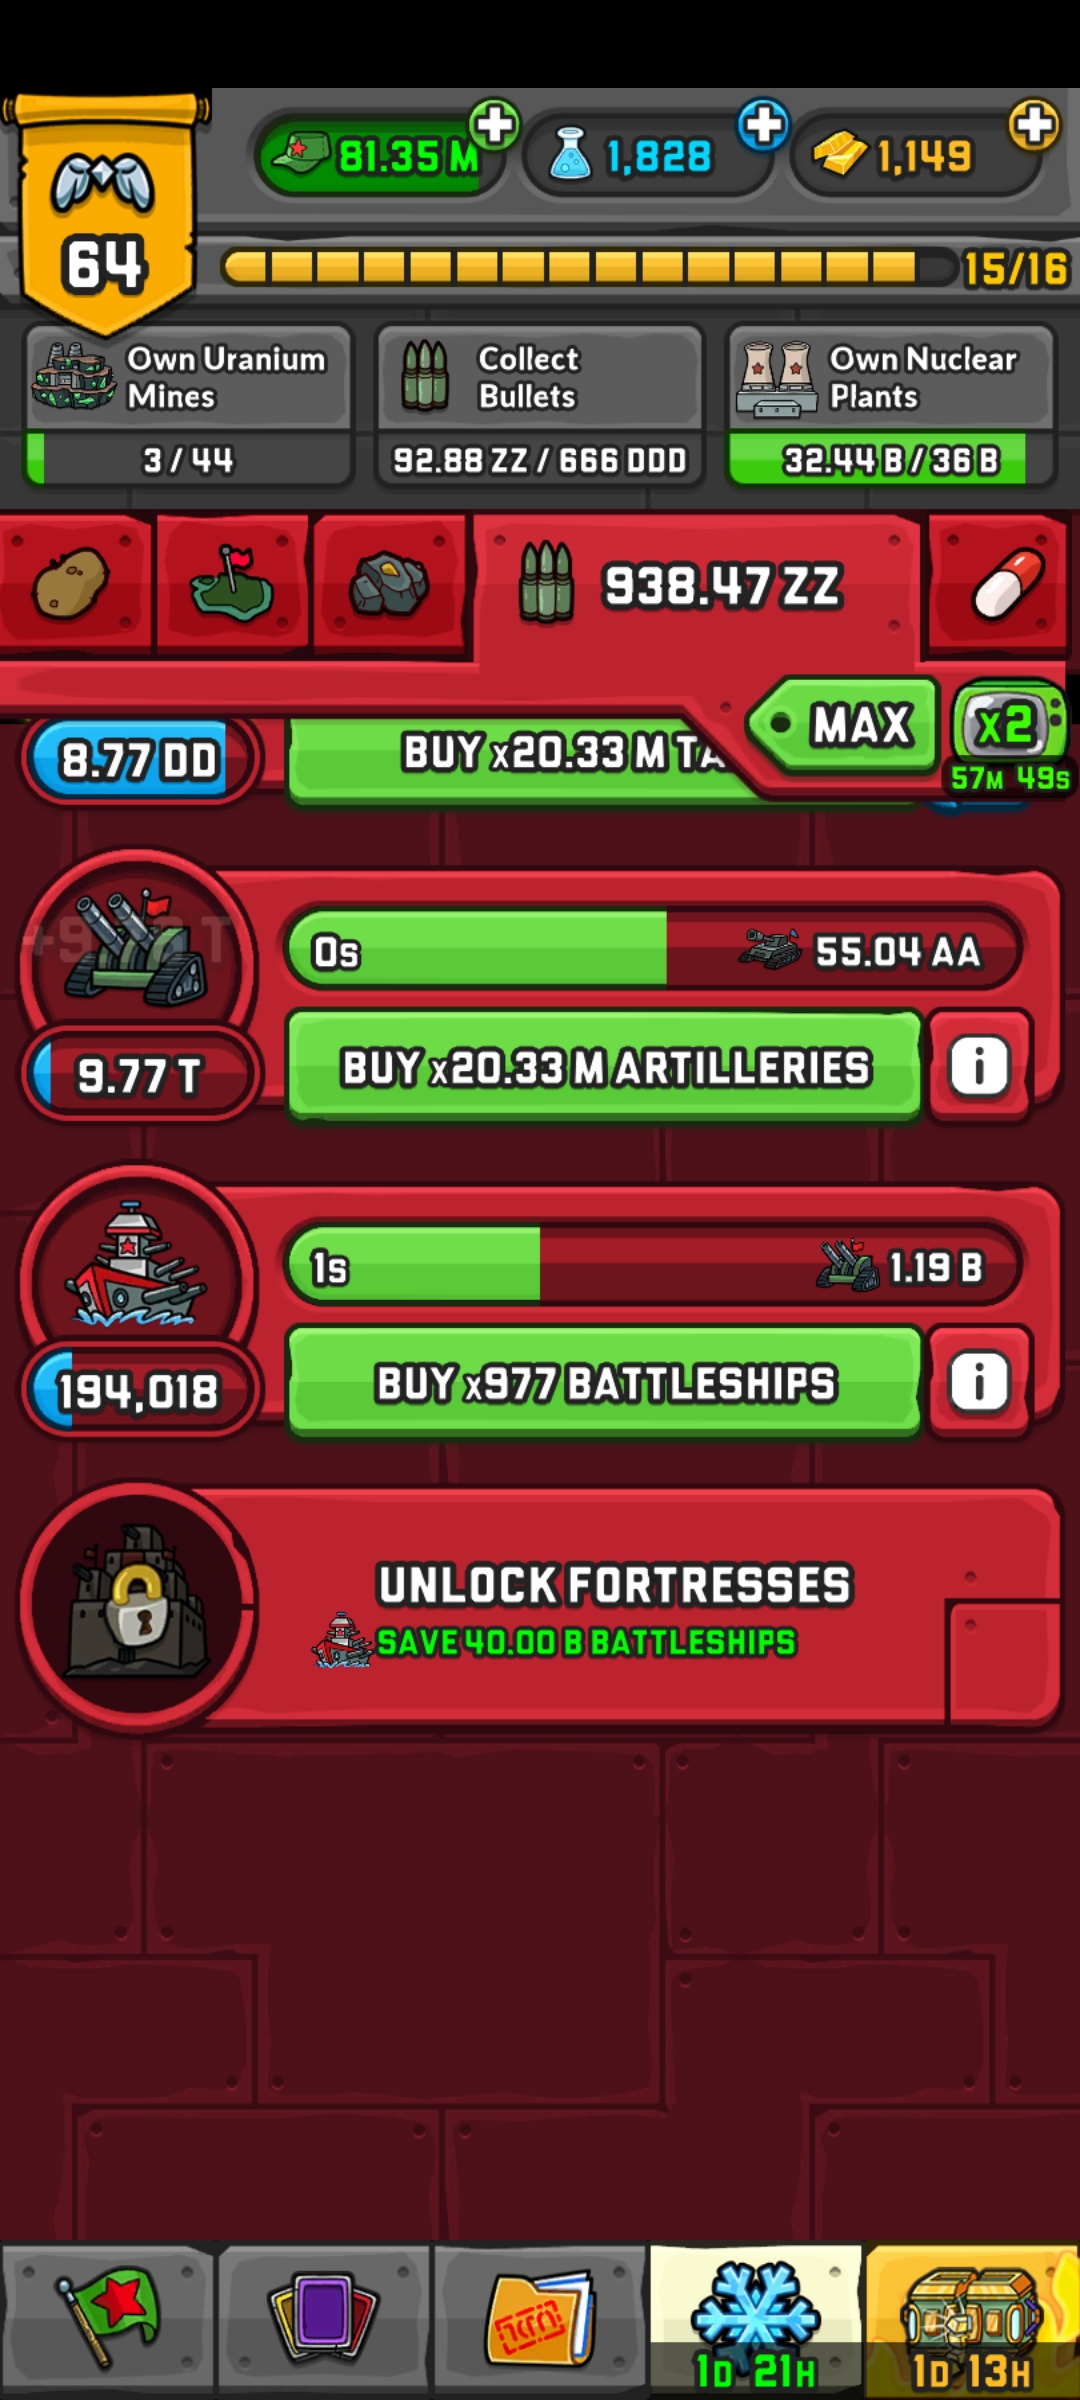 81.35 M
1,828
1,149
64
15/16
Own Uranium
Mines
3 / 44
Collect
Bullets
92.88 ZZ / 666 DDD
Own Nuclear
Plants
32.44 B / 36 B
938.47 ZZ
MAX
x2
57M 49s
8.77 DD
BUY x20.33 M TA
0s
55.04 AA
9.77 T
BUY x20.33 M ARTILLERIES
i
1s
1.19 B
194,018
BUY x977 BATTLESHIPS
i
UNLOCK FORTRESSES
SAVE 40.00 B BATTLESHIPS
1D 21H
1D 13H